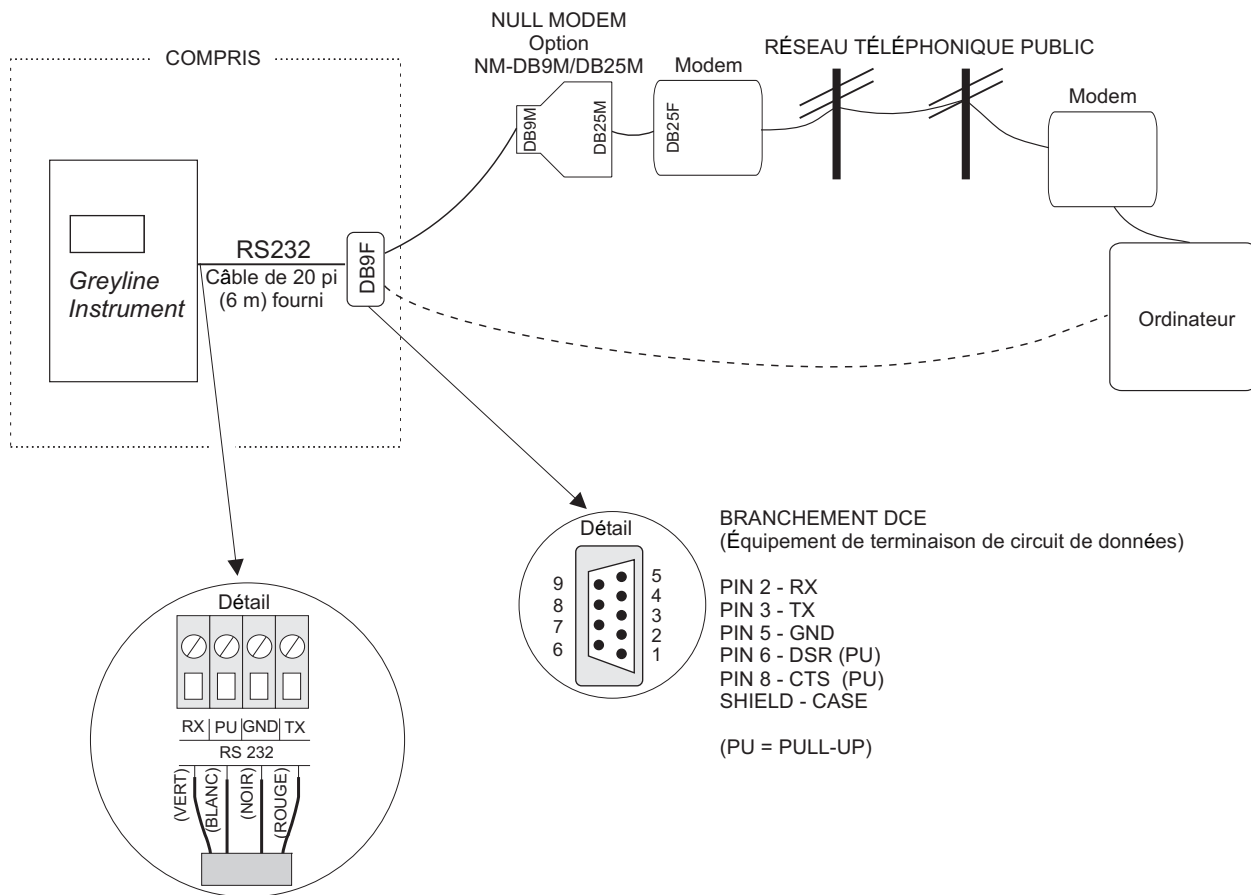 COMPRIS
NULL MODEM
Option
NM-DB9M/DB25M
DB9M
DB25M
Modem
DB25F
RÉSEAU TÉLÉPHONIQUE PUBLIC
Modem
Greyline
Instrument
RS232
Câble de 20 pi
(6 m) fourni
DB9F
Ordinateur
Détail
RX PU GND TX
RS 232
(VERT)
(BLANC)
(NOIR)
(ROUGE)
Détail
9
8
7
6
5
4
3
2
1
BRANCHEMENT DCE
(Équipement de terminaison de circuit de données)
PIN 2 - RX
PIN 3 - TX
PIN 5 - GND
PIN 6 - DSR (PU)
PIN 8 - CTS (PU)
SHIELD - CASE
(PU = PULL-UP)